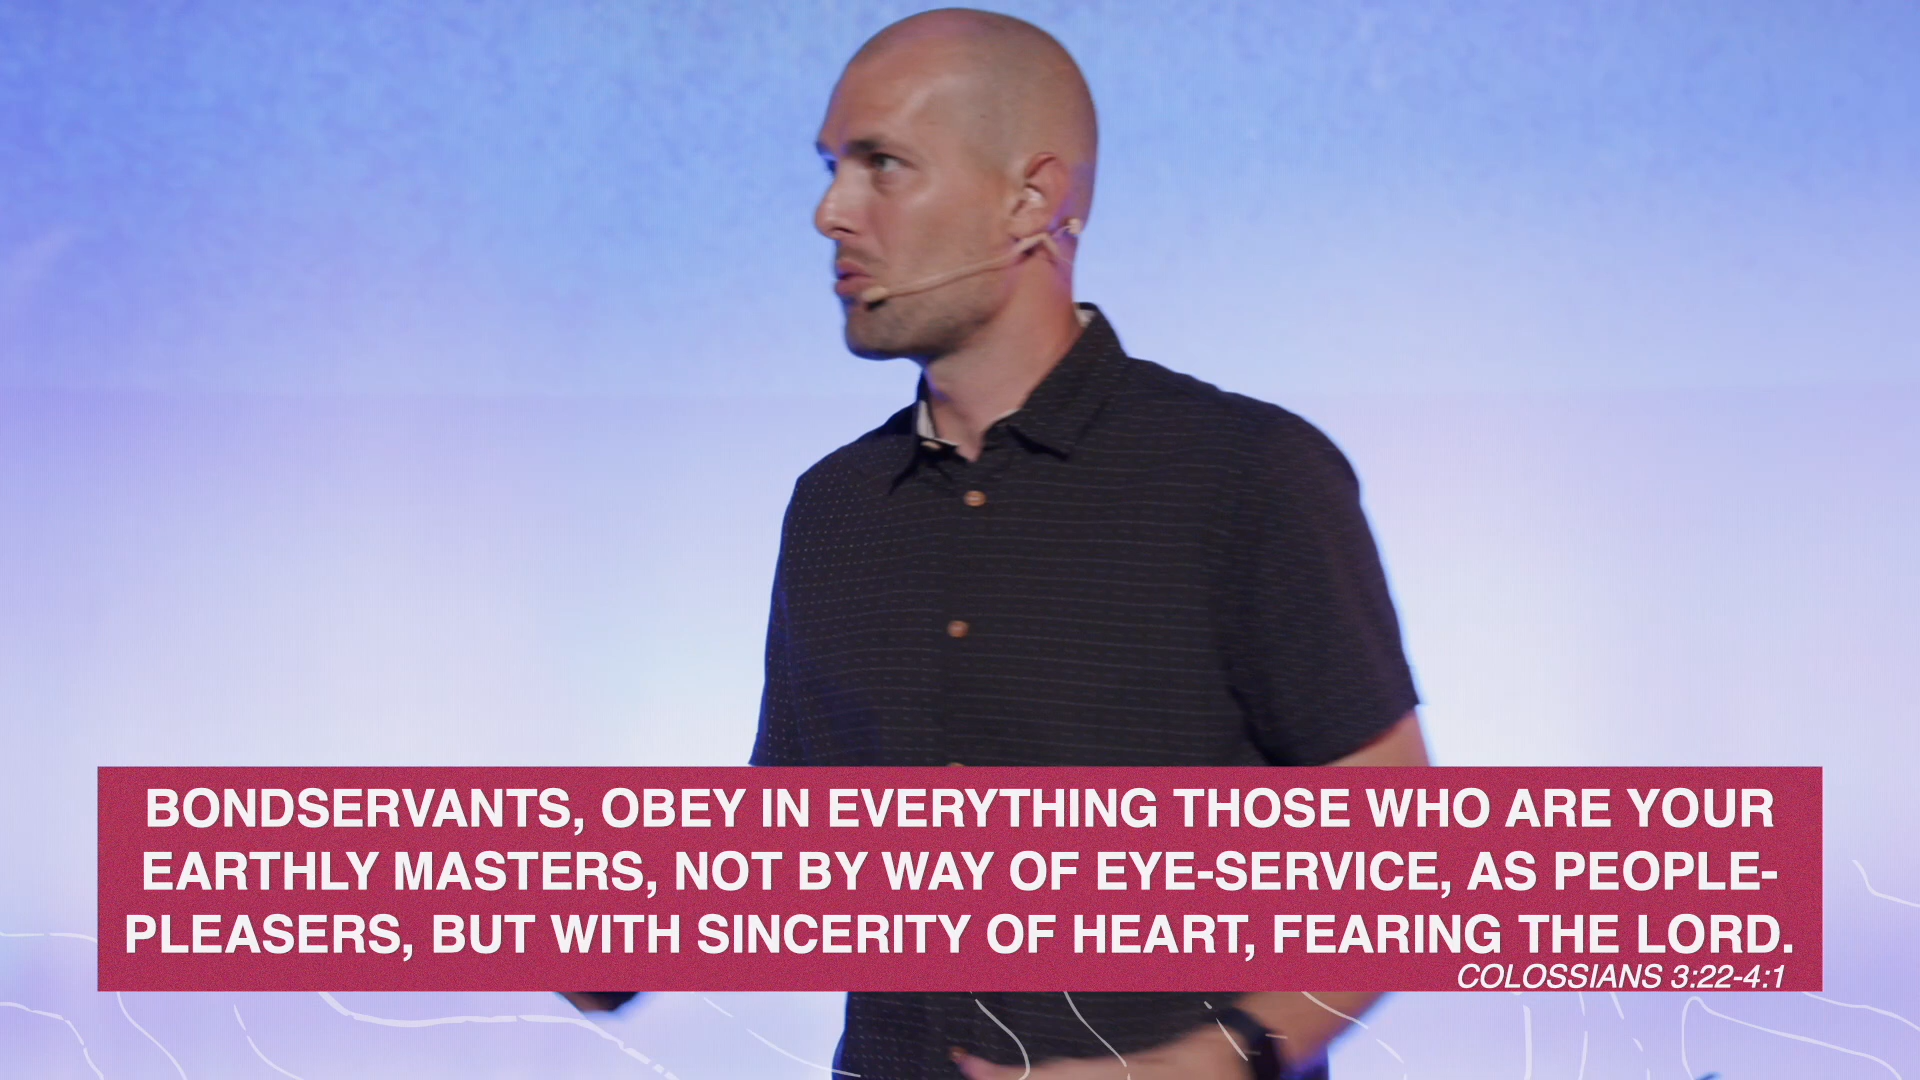 BONDSERVANTS, OBEY IN EVERYTHING THOSE WHO ARE YOUR
EARTHLY MASTERS, NOT BY WAY OF EYE-SERVICE, AS PEOPLE-
PLEASERS, BUT WITH SINCERITY OF HEART, FEARING THE LORD.
COLOSSIANS 3:22-4:1